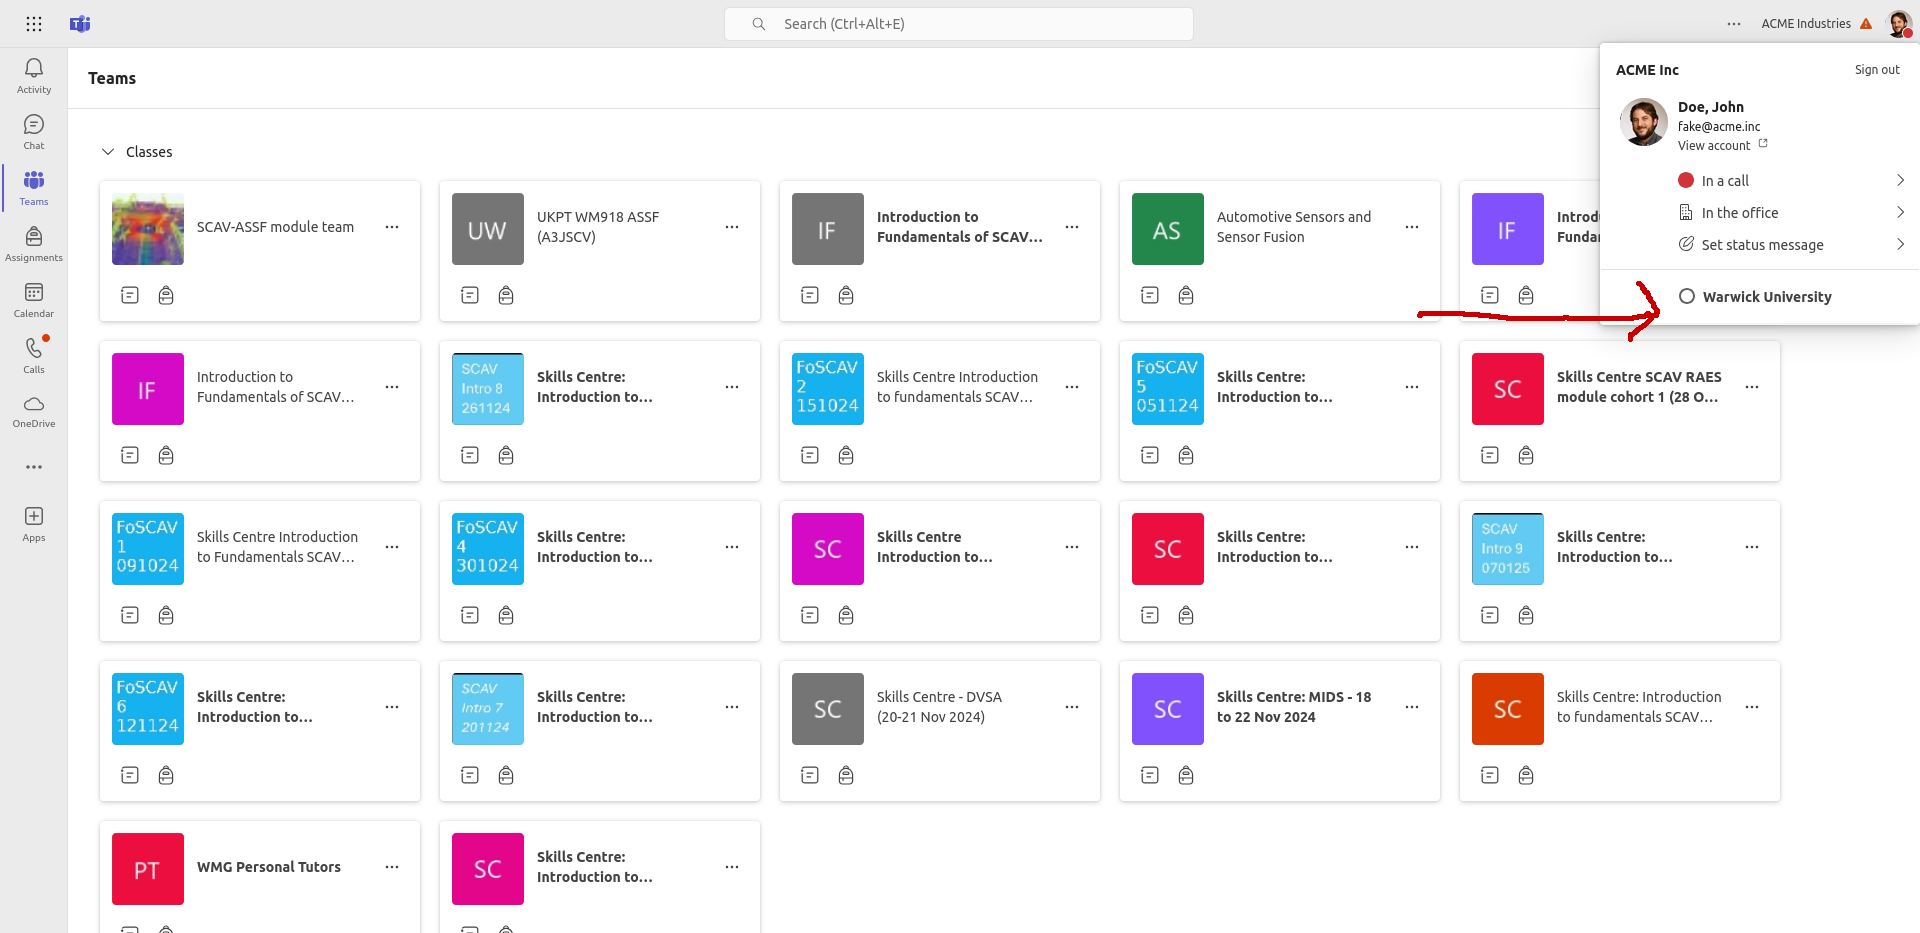 Search (Ctrl+Alt+E)
ACME Industries
ACME Inc
Sign out
Doe, John
fake@acme.inc
View account
In a call
In the office
Set status message
Warwick University
Activity
Chat
Teams
Assignments
Calendar
Calls
OneDrive
Apps
Teams
Classes
SCAV-ASSF module team
UW
UKPT WM918 ASSF
(A3JSCV)
IF
Introduction to
Fundamentals of SCAV...
AS
Automotive Sensors and
Sensor Fusion
IF
IF
Introduction to
Fundamentals of SCAV...
SCAV
Intro 8
261124
Skills Centre:
Introduction to...
FoSCAV
2
151024
Skills Centre Introduction
to fundamentals SCAV...
FoSCAV
5
051124
Skills Centre:
Introduction to...
SC
Skills Centre SCAV RAES
module cohort 1 (28 O...
FoSCAV
1
091024
Skills Centre Introduction
to Fundamentals SCAV...
FoSCAV
4
301024
Skills Centre:
Introduction to...
SC
Skills Centre
Introduction to...
SC
Skills Centre:
Introduction to...
SCAV
Intro 9
070125
Skills Centre:
Introduction to...
FoSCAV
6
121124
Skills Centre:
Introduction to...
SCAV
Intro 7
201124
Skills Centre:
Introduction to...
SC
Skills Centre - DVSA
(20-21 Nov 2024)
SC
Skills Centre: MIDS - 18
to 22 Nov 2024
SC
Skills Centre: Introduction
to fundamentals SCAV...
PT
WMG Personal Tutors
SC
Skills Centre:
Introduction to...